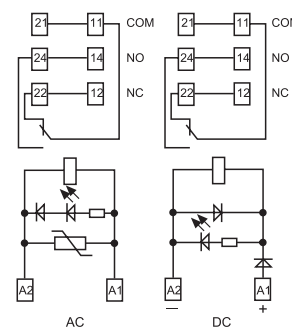 21 11 COM 21 11 COM
24 14 NO 24 14 NO
22 12 NC 22 12 NC
A2 A1 A2 A1
— +
AC DC